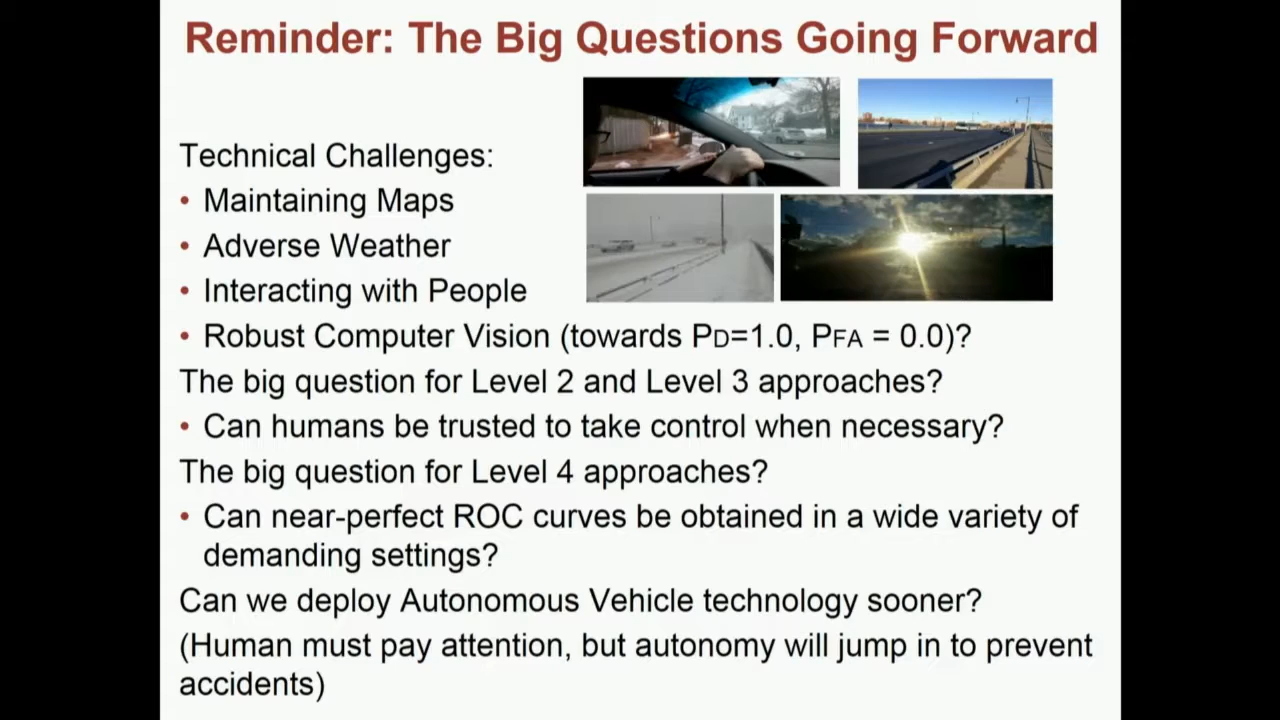 Reminder: The Big Questions Going Forward
Technical Challenges:
• Maintaining Maps
• Adverse Weather
• Interacting with People
• Robust Computer Vision (towards PD=1.0, PFA = 0.0)?
The big question for Level 2 and Level 3 approaches?
• Can humans be trusted to take control when necessary?
The big question for Level 4 approaches?
• Can near-perfect ROC curves be obtained in a wide variety of
demanding settings?
Can we deploy Autonomous Vehicle technology sooner?
(Human must pay attention, but autonomy will jump in to prevent
accidents)